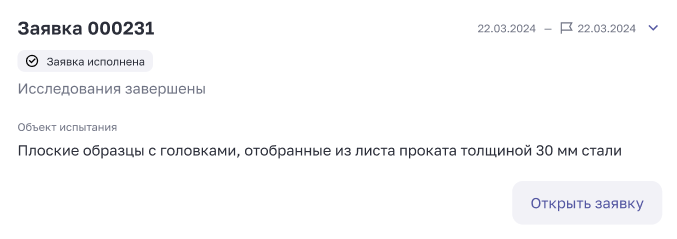 Заявка 000231
22.03.2024 – 22.03.2024
Заявка исполнена
Исследования завершены
Объект испытания
Плоские образцы с головками, отобранные из листа проката толщиной 30 мм стали
Открыть заявку